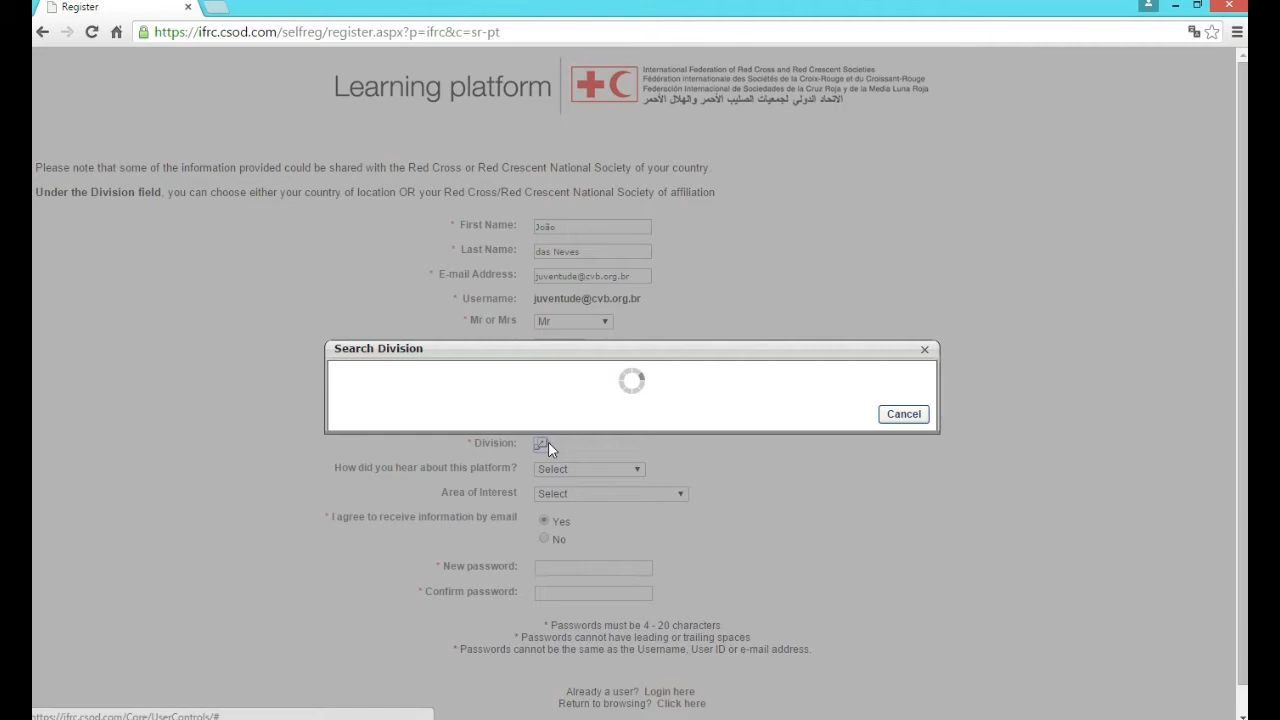 Register
https://ifrc.csod.com/selfreg/register.aspx?p=ifrc&c=sr-pt
Learning platform
International Federation of Red Cross and Red Crescent Societies
Fédération internationale des Sociétés de la Croix-Rouge et du Croissant-Rouge
Federación Internacional de Sociedades de la Cruz Roja y de la Media Luna Roja
الاتحاد الدولي لجمعيات الصليب الأحمر والهلال الأحمر
Please note that some of the information provided could be shared with the Red Cross or Red Crescent National Society of your country.
Under the Division field, you can choose either your country of location OR your Red Cross/Red Crescent National Society of affiliation
* First Name: João
* Last Name: das Neves
* E-mail Address: juventude@cvb.org.br
* Username: juventude@cvb.org.br
* Mr or Mrs Mr
Search Division
Cancel
* Division:
How did you hear about this platform? Select
Area of Interest Select
* I agree to receive information by email Yes
No
* New password:
* Confirm password:
* Passwords must be 4 - 20 characters
* Passwords cannot have leading or trailing spaces
* Passwords cannot be the same as the Username, User ID or e-mail address.
Already a user? Login here
Return to browsing? Click here
https://ifrc.csod.com/Core/UserControls/#